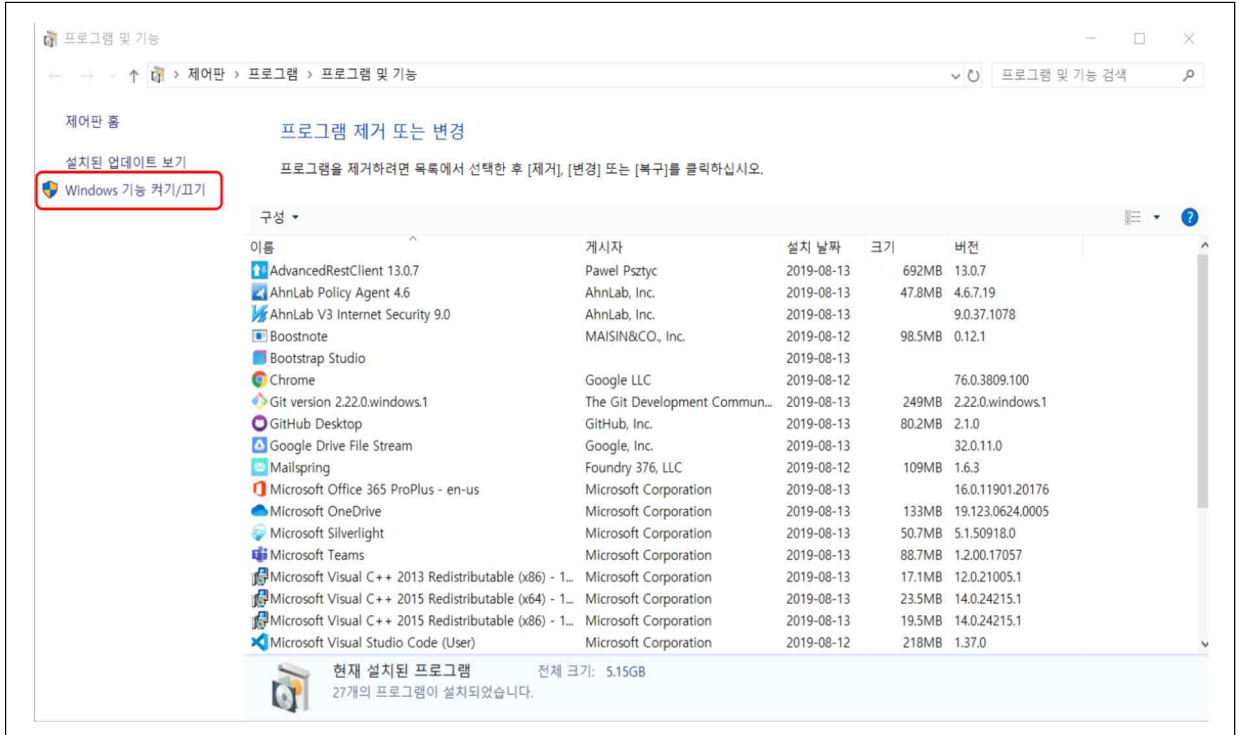 프로그램 및 기능
제어판 > 프로그램 > 프로그램 및 기능
프로그램 및 기능 검색
제어판 홈
설치된 업데이트 보기
Windows 기능 켜기/끄기
프로그램 제거 또는 변경
프로그램을 제거하려면 목록에서 선택한 후 [제거], [변경] 또는 [복구]를 클릭하십시오.
구성
이름 게시자 설치 날짜 크기 버전
AdvancedRestClient 13.0.7 Pawel Psztyc 2019-08-13 692MB 13.0.7
AhnLab Policy Agent 4.6 AhnLab, Inc. 2019-08-13 47.8MB 4.6.7.19
AhnLab V3 Internet Security 9.0 AhnLab, Inc. 2019-08-13 9.0.37.1078
Boostnote MAISIN&CO., Inc. 2019-08-12 98.5MB 0.12.1
Bootstrap Studio 2019-08-13
Chrome Google LLC 2019-08-12 76.0.3809.100
Git version 2.22.0.windows.1 The Git Development Commun... 2019-08-13 249MB 2.22.0.windows.1
GitHub Desktop GitHub, Inc. 2019-08-13 80.2MB 2.1.0
Google Drive File Stream Google, Inc. 2019-08-13 32.0.11.0
Mailspring Foundry 376, LLC 2019-08-12 109MB 1.6.3
Microsoft Office 365 ProPlus - en-us Microsoft Corporation 2019-08-13 16.0.11901.20176
Microsoft OneDrive Microsoft Corporation 2019-08-13 133MB 19.123.0624.0005
Microsoft Silverlight Microsoft Corporation 2019-08-13 50.7MB 5.1.50918.0
Microsoft Teams Microsoft Corporation 2019-08-13 88.7MB 1.2.00.17057
Microsoft Visual C++ 2013 Redistributable (x86) - 1... Microsoft Corporation 2019-08-13 17.1MB 12.0.21005.1
Microsoft Visual C++ 2015 Redistributable (x64) - 1... Microsoft Corporation 2019-08-13 23.5MB 14.0.24215.1
Microsoft Visual C++ 2015 Redistributable (x86) - 1... Microsoft Corporation 2019-08-13 19.5MB 14.0.24215.1
Microsoft Visual Studio Code (User) Microsoft Corporation 2019-08-12 218MB 1.37.0
현재 설치된 프로그램 전체 크기: 5.15GB
27개의 프로그램이 설치되었습니다.